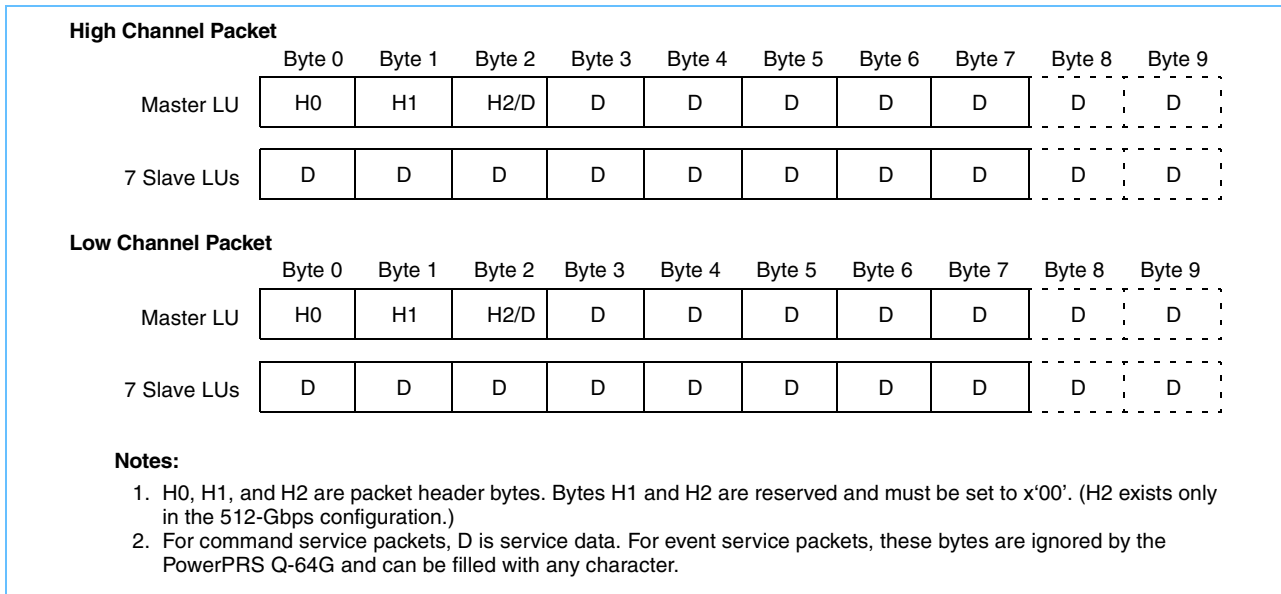 High Channel Packet
Byte 0 Byte 1 Byte 2 Byte 3 Byte 4 Byte 5 Byte 6 Byte 7 Byte 8 Byte 9
Master LU H0 H1 H2/D D D D D D D D
7 Slave LUs D D D D D D D D D D
Low Channel Packet
Byte 0 Byte 1 Byte 2 Byte 3 Byte 4 Byte 5 Byte 6 Byte 7 Byte 8 Byte 9
Master LU H0 H1 H2/D D D D D D D D
7 Slave LUs D D D D D D D D D D
Notes:
1. H0, H1, and H2 are packet header bytes. Bytes H1 and H2 are reserved and must be set to x‘00’. (H2 exists only
in the 512-Gbps configuration.)
2. For command service packets, D is service data. For event service packets, these bytes are ignored by the
PowerPRS Q-64G and can be filled with any character.